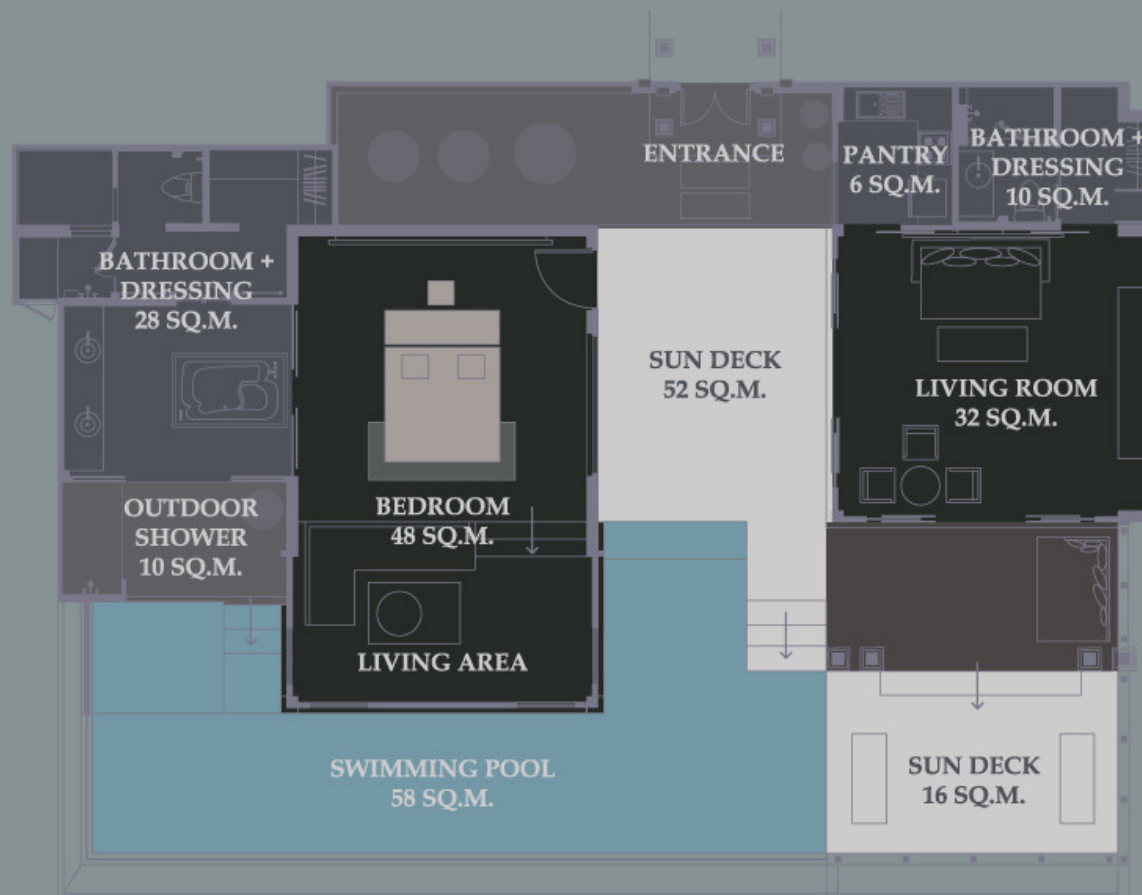 ENTRANCE
PANTRY
6 SQ.M.
BATHROOM +
DRESSING
10 SQ.M.
BATHROOM +
DRESSING
28 SQ.M.
SUN DECK
52 SQ.M.
LIVING ROOM
32 SQ.M.
OUTDOOR
SHOWER
10 SQ.M.
BEDROOM
48 SQ.M.
LIVING AREA
SWIMMING POOL
58 SQ.M.
SUN DECK
16 SQ.M.